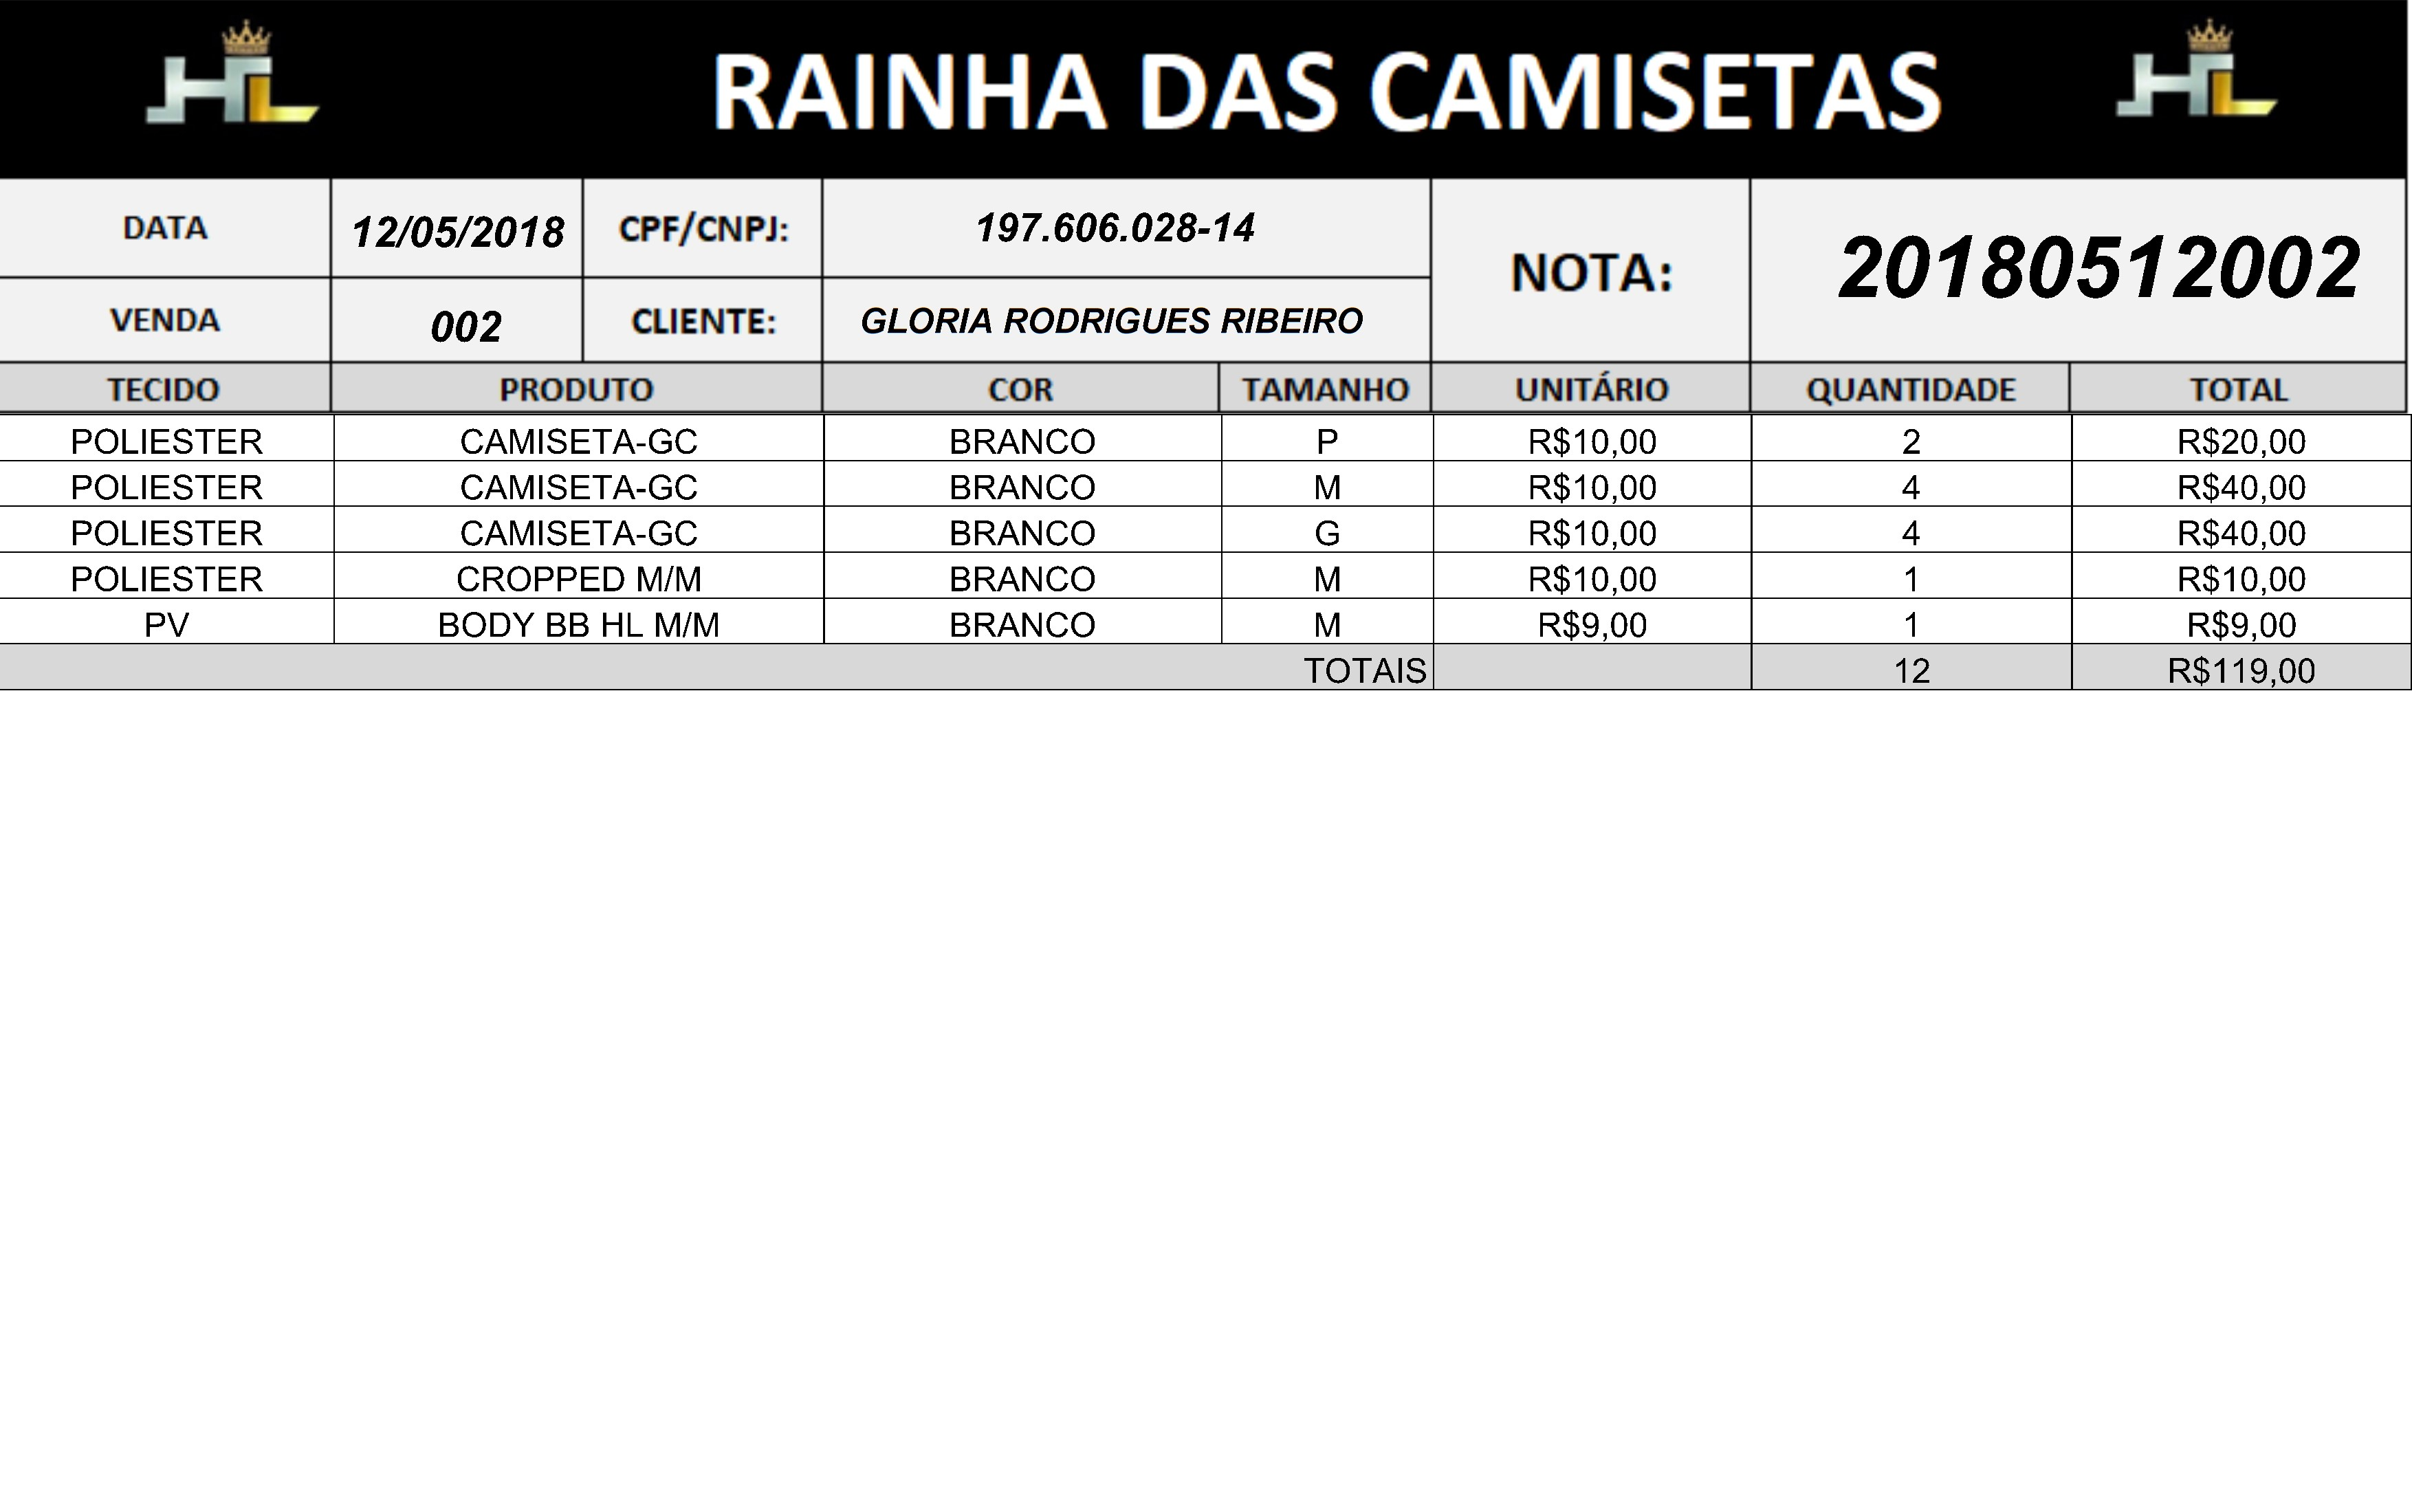 HL RAINHA DAS CAMISETAS HL
DATA 12/05/2018 CPF/CNPJ: 197.606.028-14 NOTA: 20180512002
VENDA 002 CLIENTE: GLORIA RODRIGUES RIBEIRO
TECIDO PRODUTO COR TAMANHO UNITÁRIO QUANTIDADE TOTAL
POLIESTER CAMISETA-GC BRANCO P R$10,00 2 R$20,00
POLIESTER CAMISETA-GC BRANCO M R$10,00 4 R$40,00
POLIESTER CAMISETA-GC BRANCO G R$10,00 4 R$40,00
POLIESTER CROPPED M/M BRANCO M R$10,00 1 R$10,00
PV BODY BB HL M/M BRANCO M R$9,00 1 R$9,00
TOTAIS 12 R$119,00